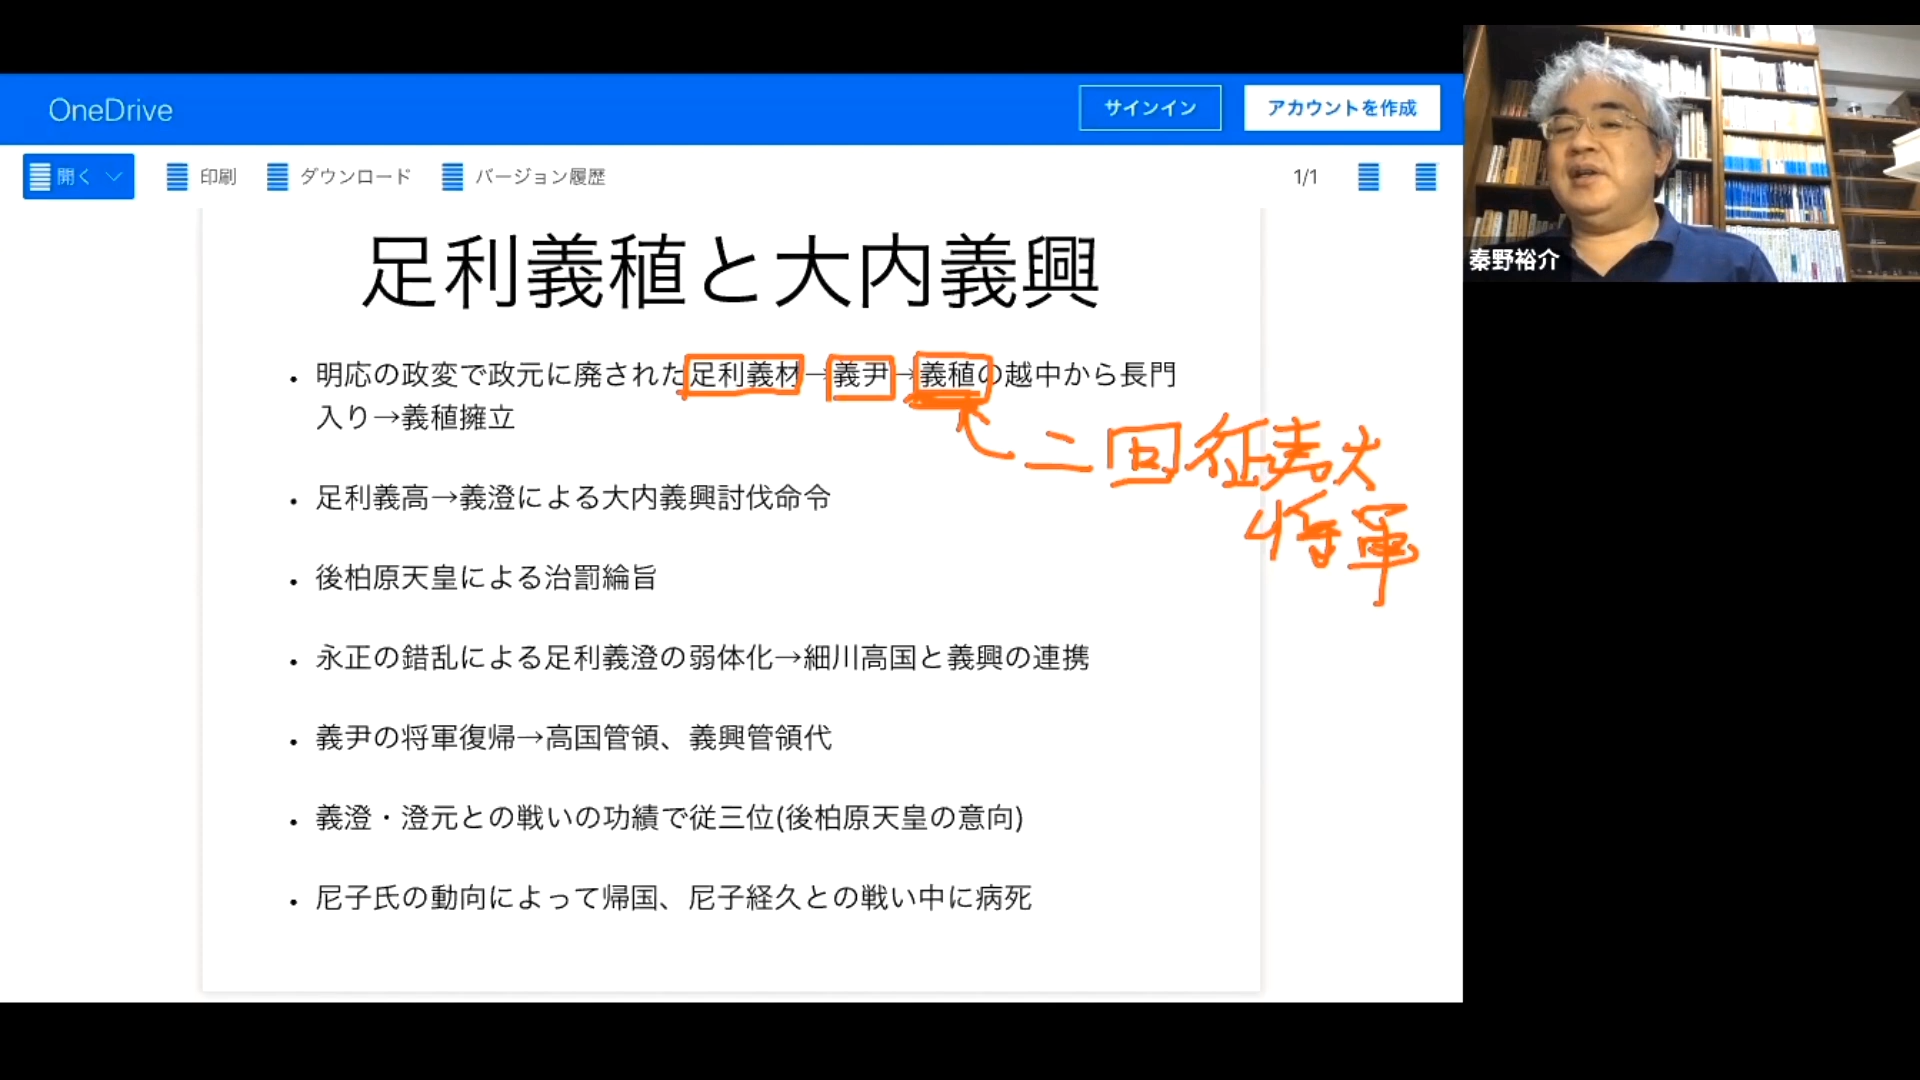 OneDrive
サインイン
アカウントを作成
開く
印刷
ダウンロード
バージョン履歴
1/1
秦野裕介
足利義稙と大内義興
• 明応の政変で政元に廃された足利義材→義尹→義稙の越中から長門
入り→義稙擁立
二回征夷大
将軍
• 足利義高→義澄による大内義興討伐命令
• 後柏原天皇による治罰綸旨
• 永正の錯乱による足利義澄の弱体化→細川高国と義興の連携
• 義尹の将軍復帰→高国管領、義興管領代
• 義澄・澄元との戦いの功績で従三位(後柏原天皇の意向)
• 尼子氏の動向によって帰国、尼子経久との戦い中に病死